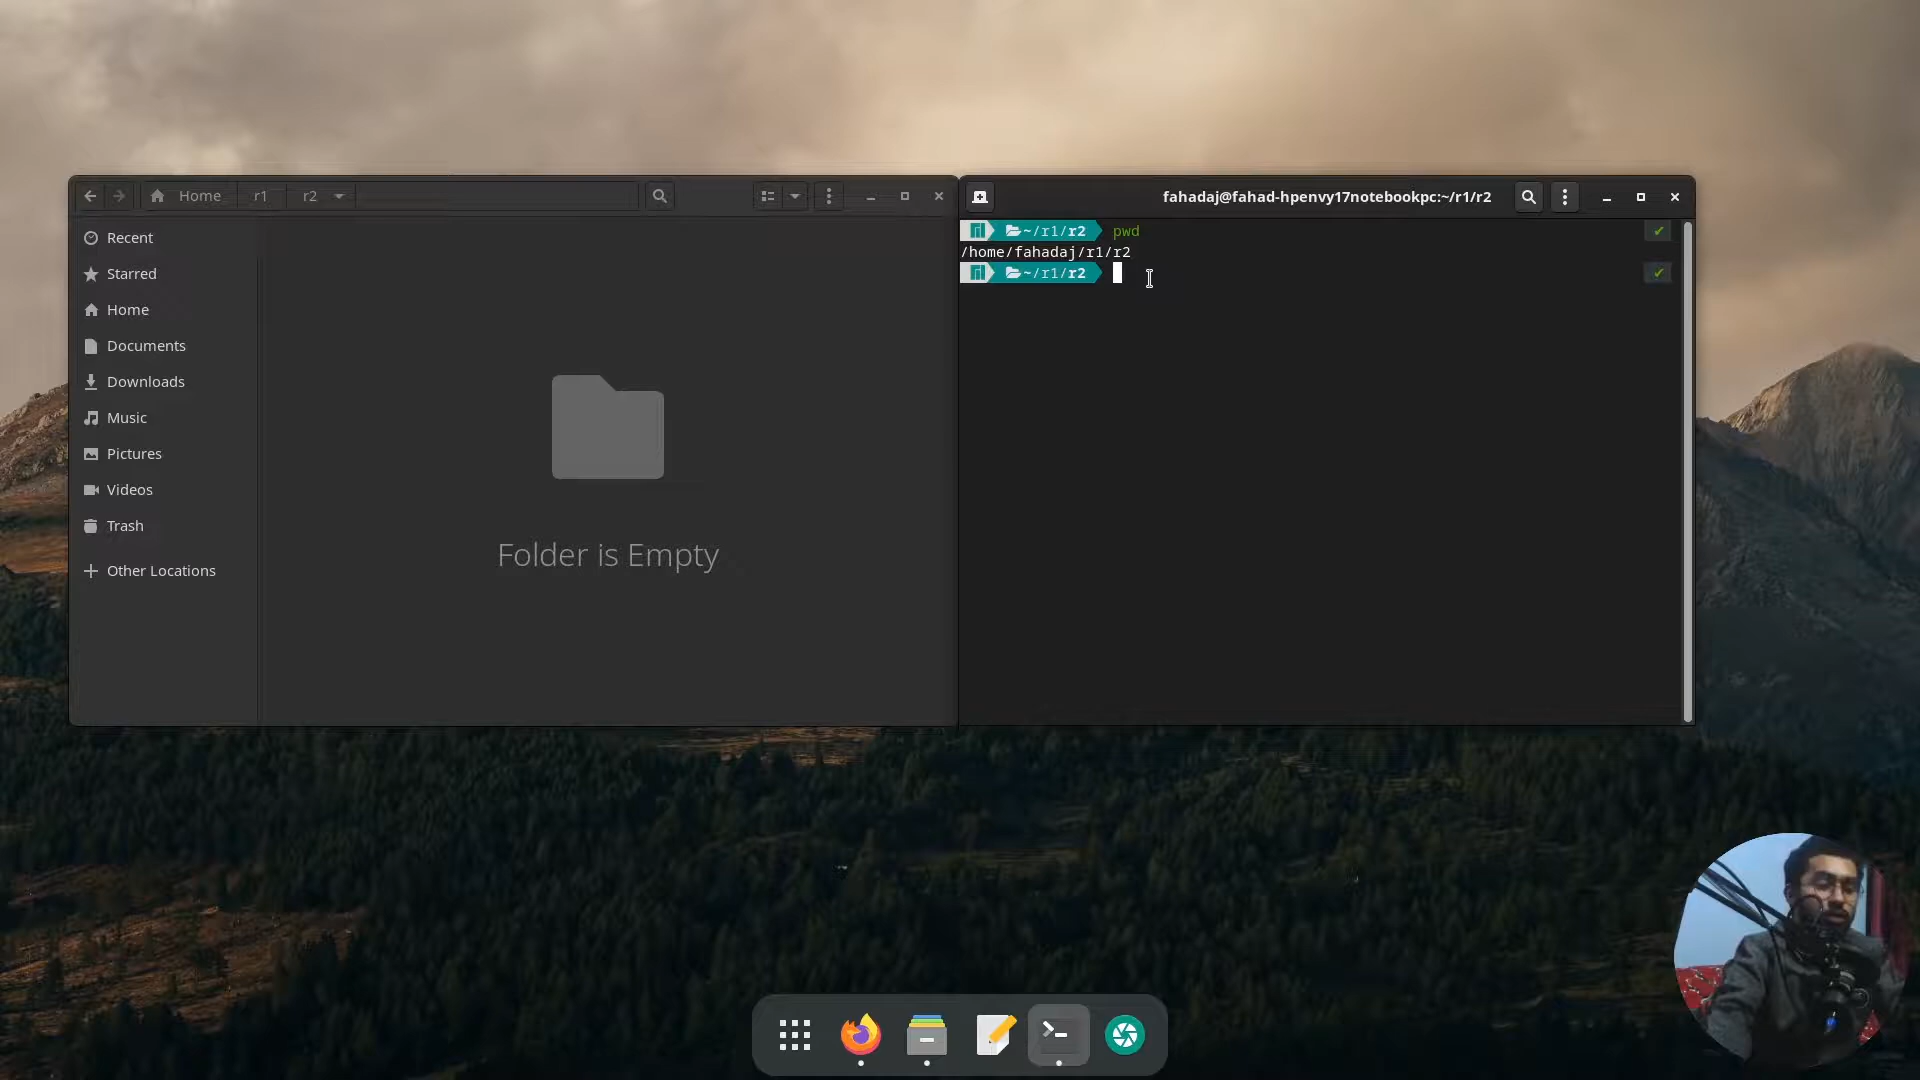 Home r1 r2
Recent
Starred
Home
Documents
Downloads
Music
Pictures
Videos
Trash
Other Locations
Folder is Empty
fahadaj@fahad-hpenvy17notebookpc:~/r1/r2
~/r1/r2 pwd
/home/fahadaj/r1/r2
~/r1/r2